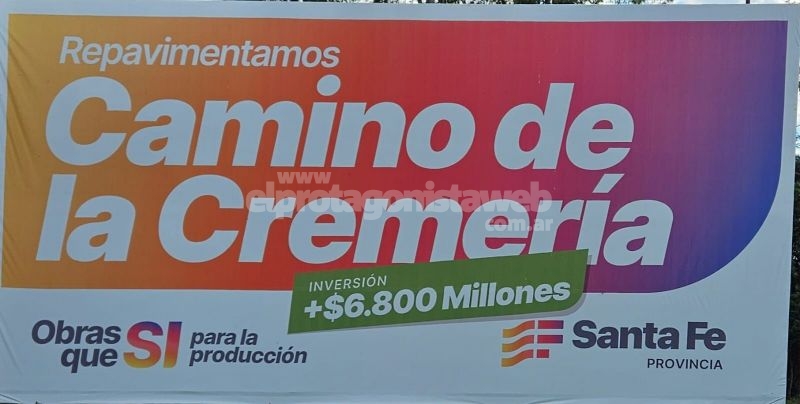 Repavimentamos
Camino de
la Cremería
www.
elprotagonistaweb
.com.ar
INVERSIÓN
+$6.800 Millones
Obras que SI para la producción
Santa Fe
PROVINCIA